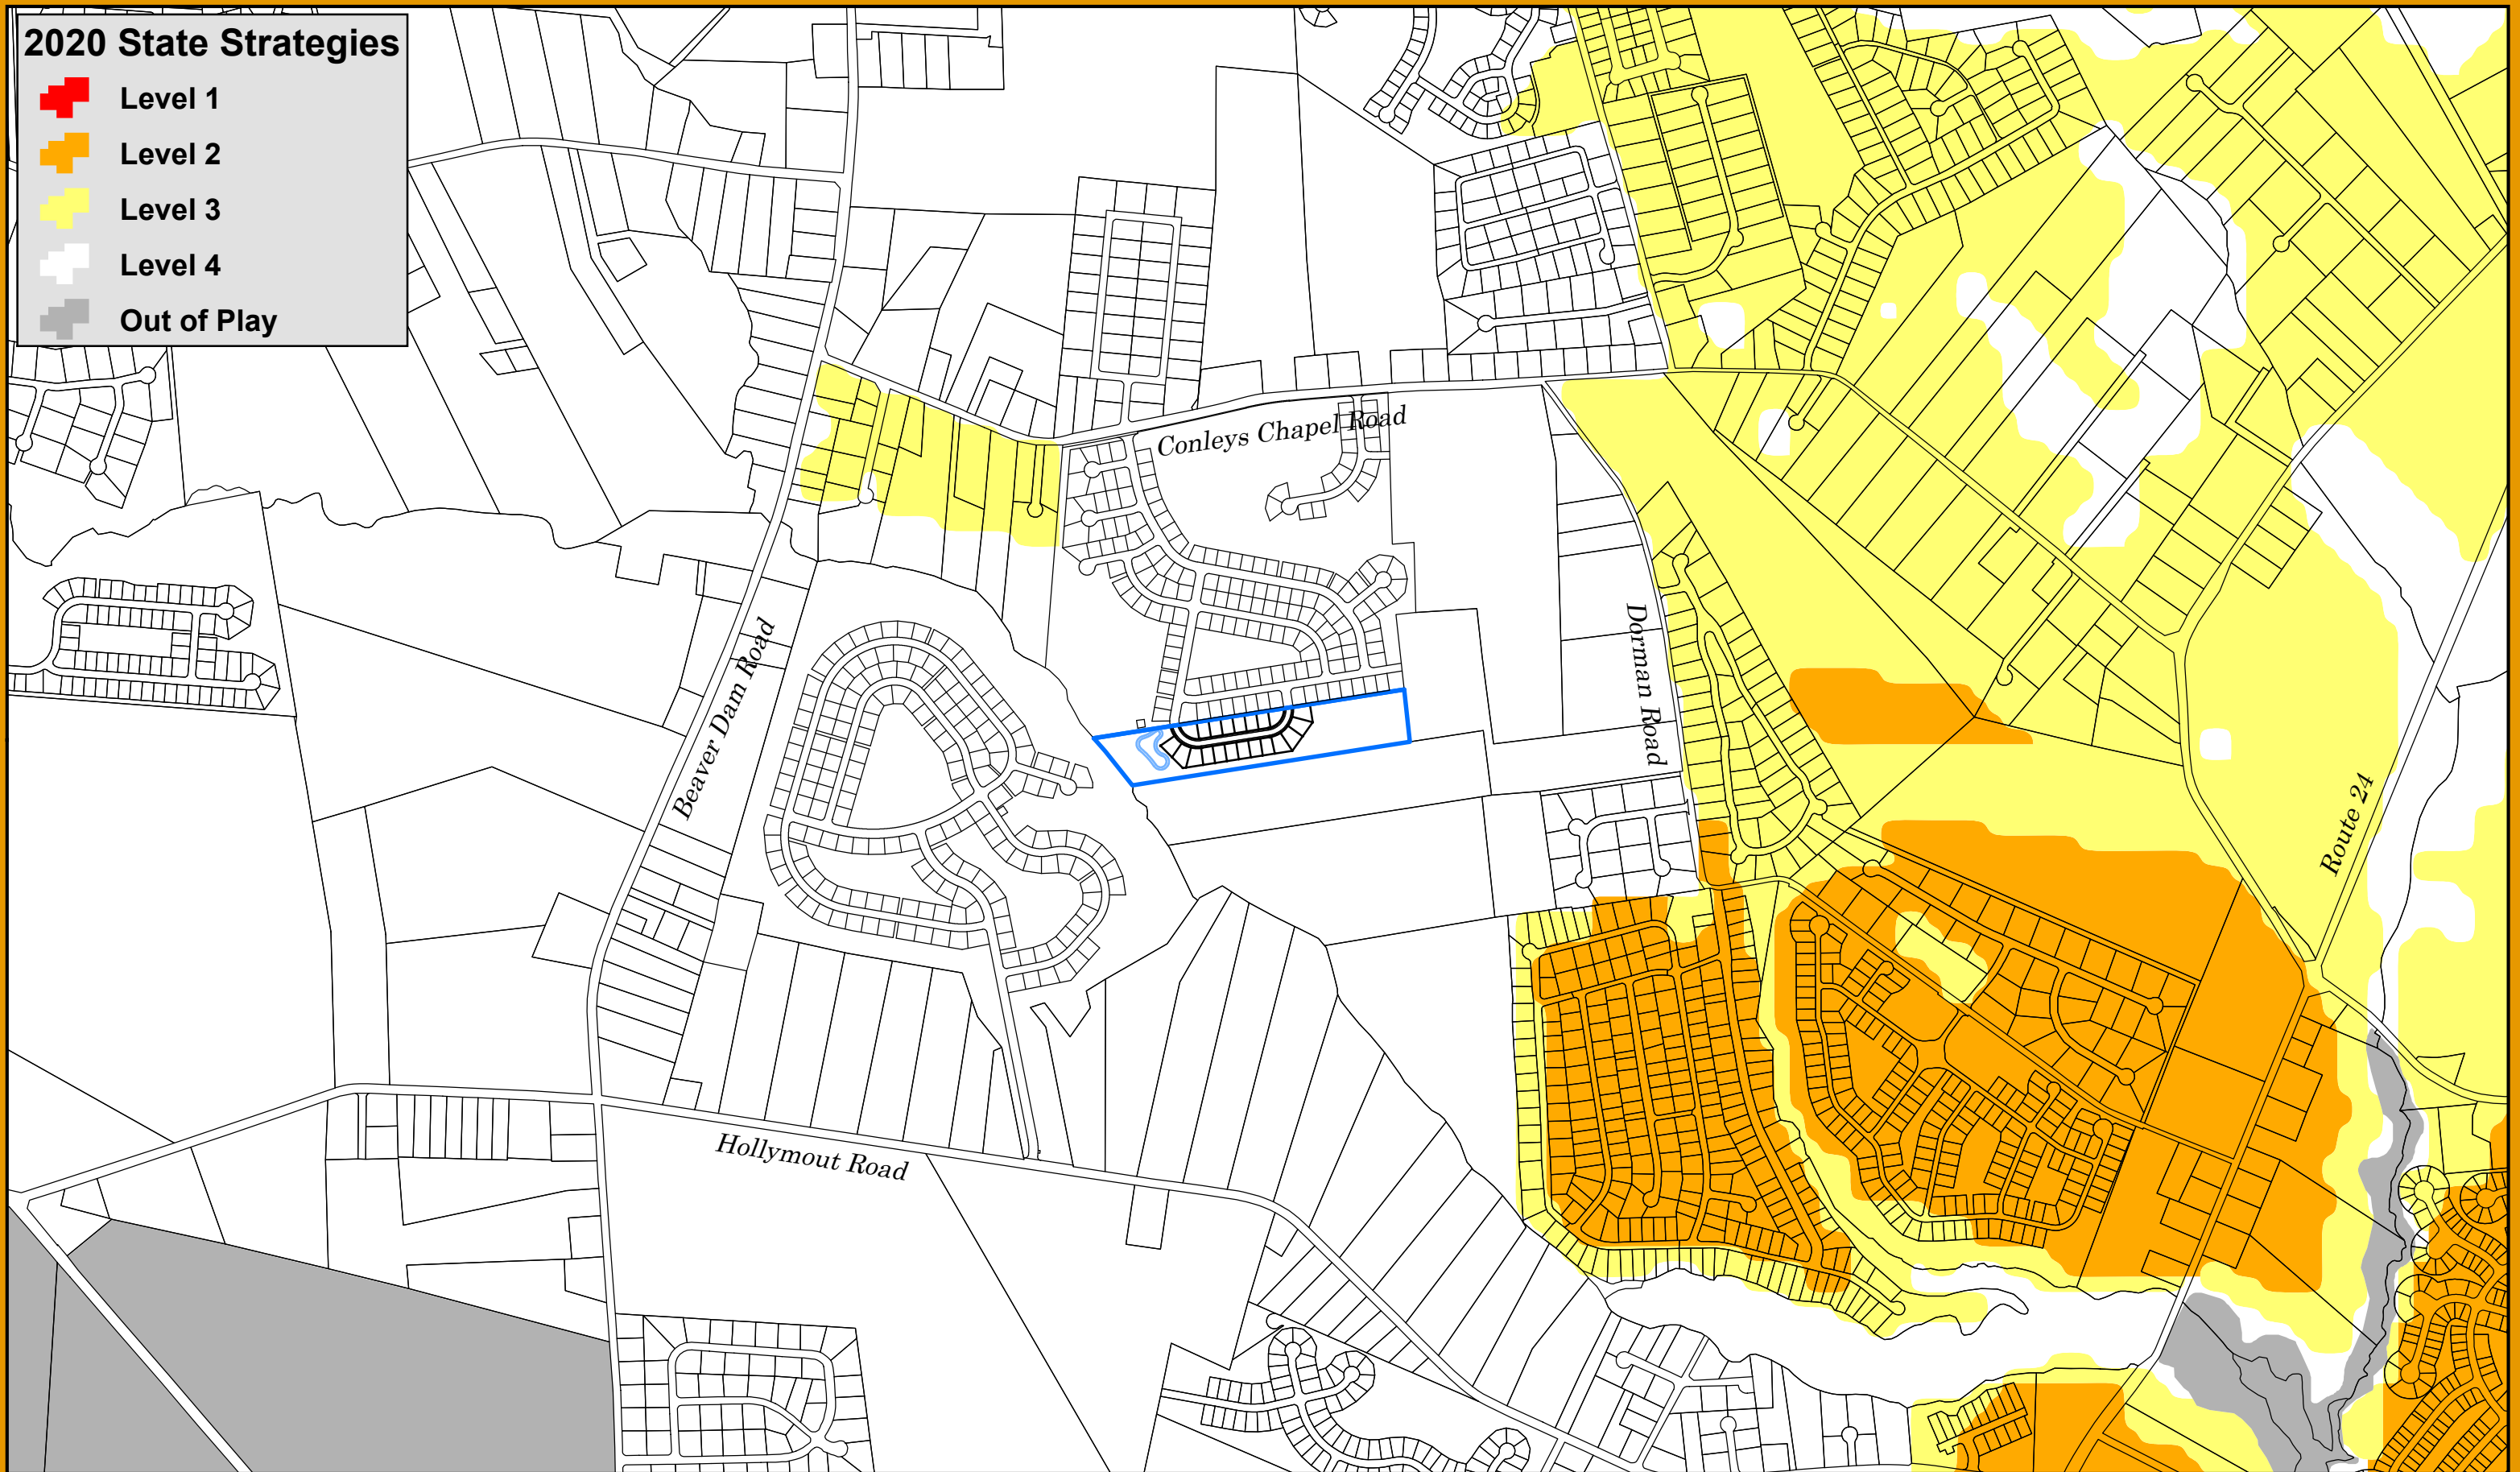 2020 State Strategies
Level 1
Level 2
Level 3
Level 4
Out of Play
Conleys Chapel Road
Beaver Dam Road
Dorman Road
Route 24
Hollymout Road